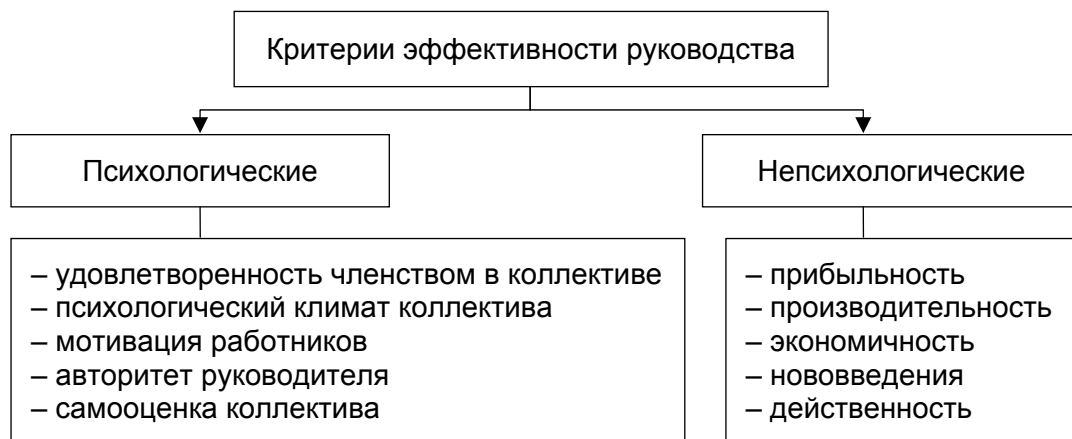 Критерии эффективности руководства
Психологические
Непсихологические
– удовлетворенность членством в коллективе
– психологический климат коллектива
– мотивация работников
– авторитет руководителя
– самооценка коллектива
– прибыльность
– производительность
– экономичность
– нововведения
– действенность